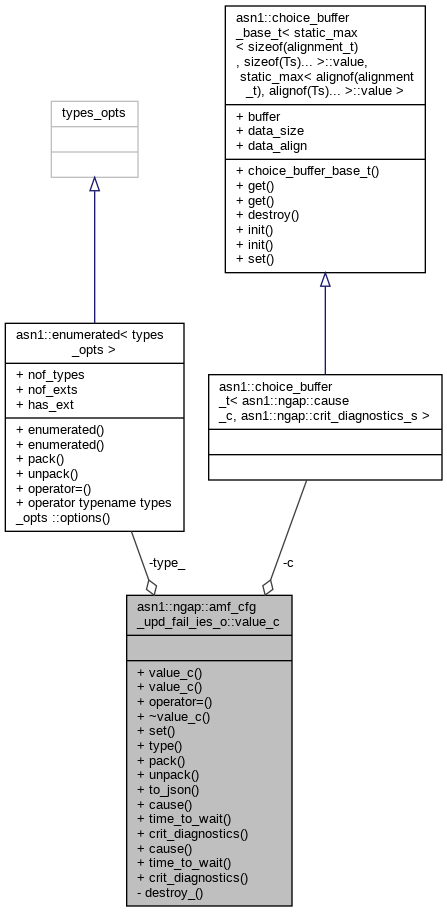 asn1::choice_buffer
_base_t< static_max
< sizeof(alignment_t)
, sizeof(Ts)... >::value,
static_max< alignof(alignment
_t), alignof(Ts)... >::value >
+ buffer
+ data_size
+ data_align
+ choice_buffer_base_t()
+ get()
+ get()
+ destroy()
+ init()
+ init()
+ set()
types_opts
asn1::enumerated< types
_opts >
+ nof_types
+ nof_exts
+ has_ext
+ enumerated()
+ enumerated()
+ pack()
+ unpack()
+ operator=()
+ operator typename types
_opts ::options()
asn1::choice_buffer
_t< asn1::ngap::cause
_c, asn1::ngap::crit_diagnostics_s >
-type_
-c
asn1::ngap::amf_cfg
_upd_fail_ies_o::value_c
+ value_c()
+ value_c()
+ operator=()
+ ~value_c()
+ set()
+ type()
+ pack()
+ unpack()
+ to_json()
+ cause()
+ time_to_wait()
+ crit_diagnostics()
+ cause()
+ time_to_wait()
+ crit_diagnostics()
- destroy_()